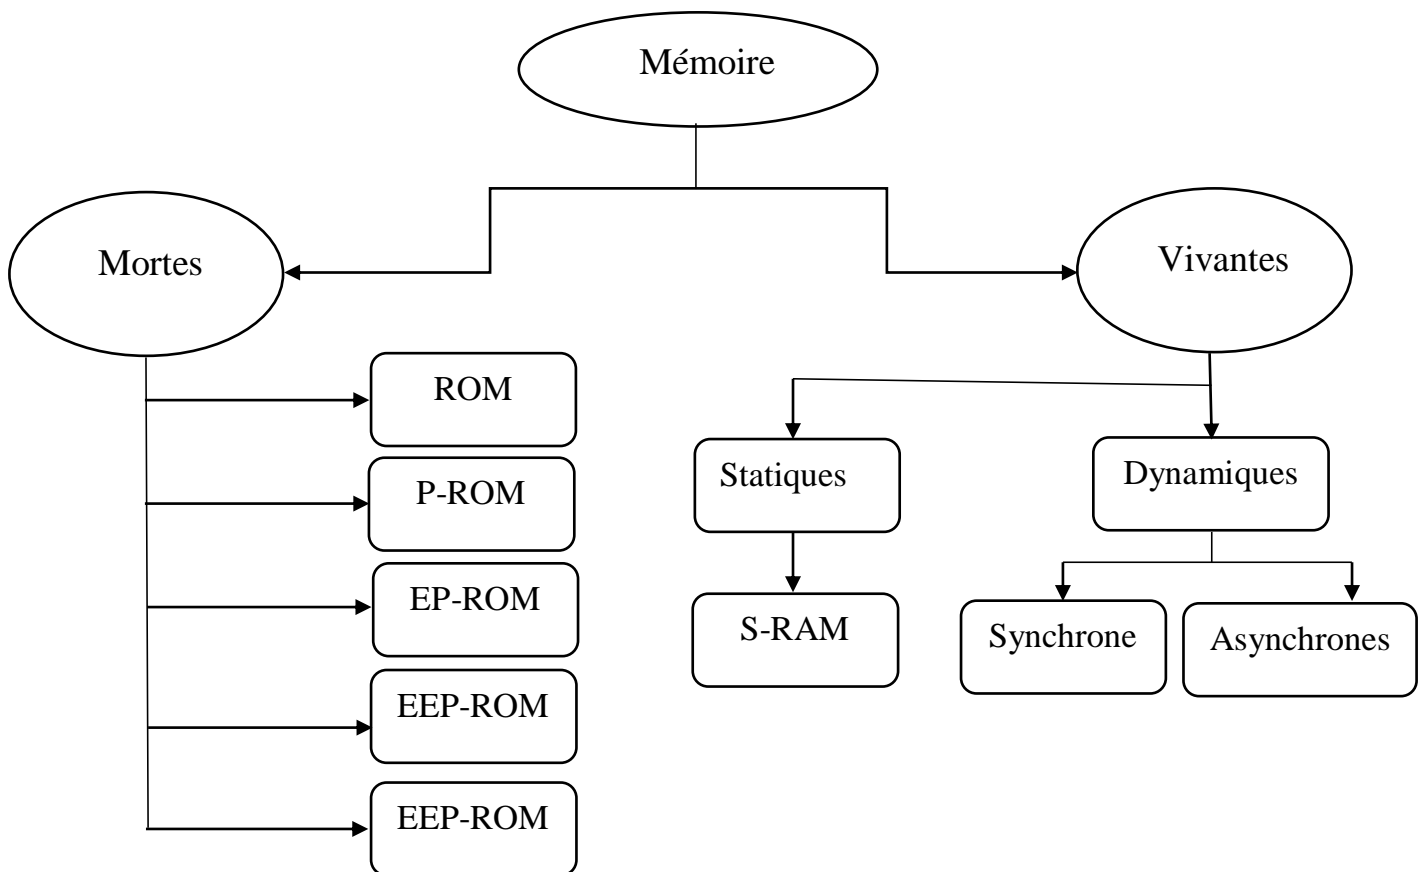 Mémoire
Mortes
Vivantes
ROM
P-ROM
EP-ROM
EEP-ROM
EEP-ROM
Statiques
S-RAM
Dynamiques
Synchrone
Asynchrones